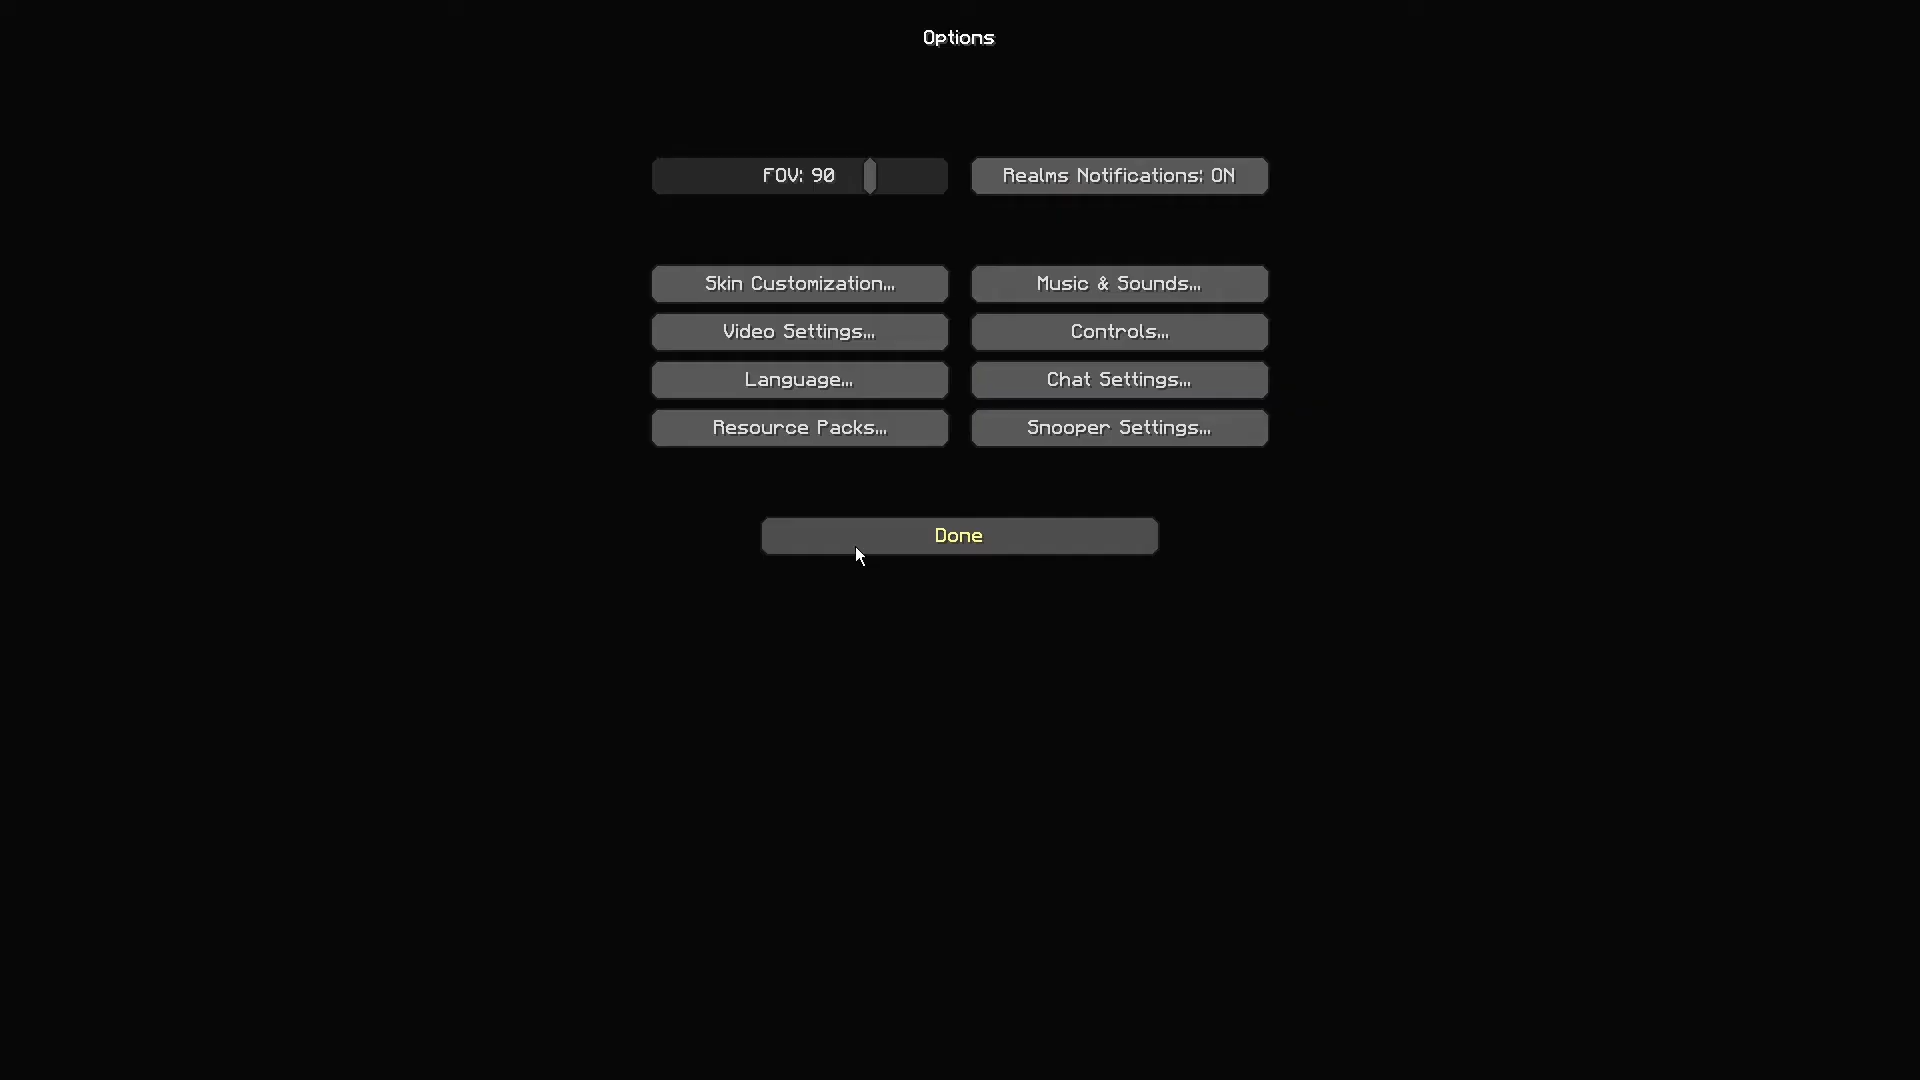 Options
FOV: 90
Realms Notifications: ON
Skin Customization...
Music & Sounds...
Video Settings...
Controls...
Language...
Chat Settings...
Resource Packs...
Snooper Settings...
Done